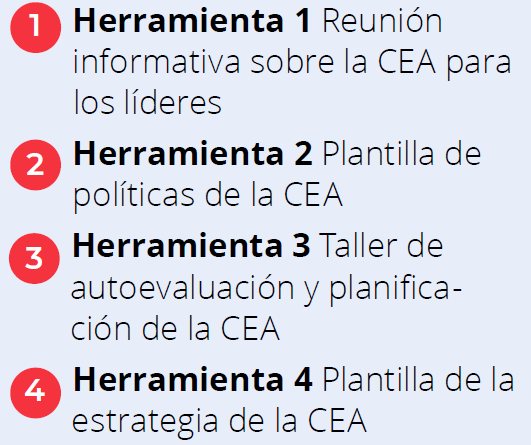 1 Herramienta 1 Reunión
informativa sobre la CEA para
los líderes
2 Herramienta 2 Plantilla de
políticas de la CEA
3 Herramienta 3 Taller de
autoevaluación y planifica-
ción de la CEA
4 Herramienta 4 Plantilla de la
estrategia de la CEA